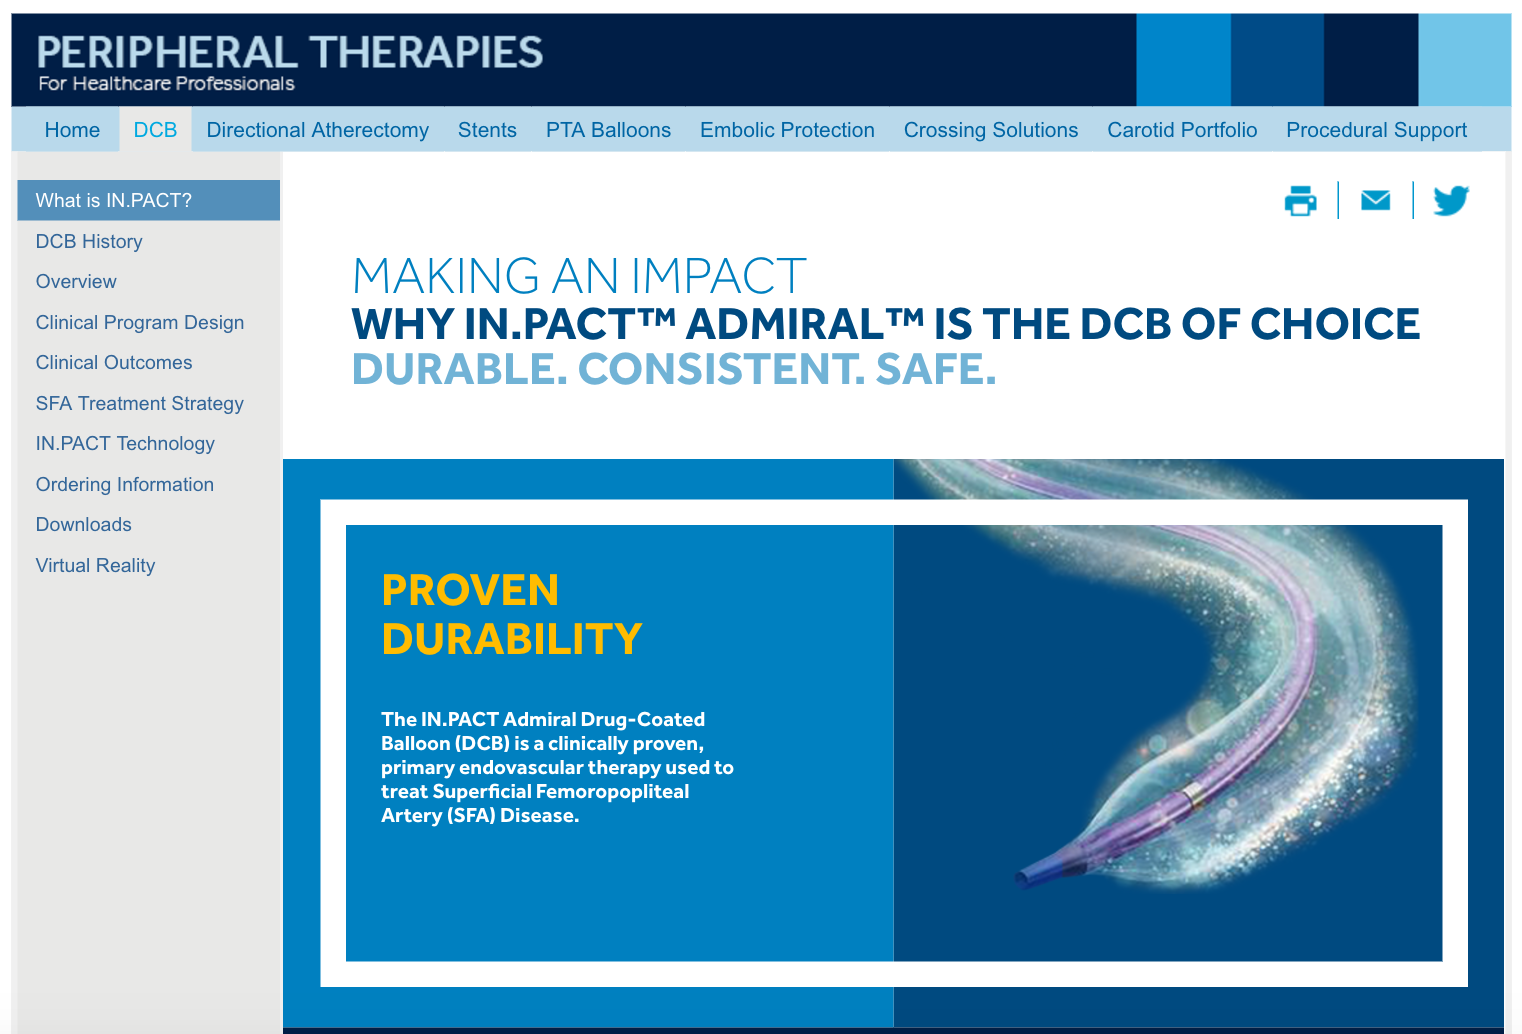 PERIPHERAL THERAPIES
For Healthcare Professionals
Home DCB Directional Atherectomy Stents PTA Balloons Embolic Protection Crossing Solutions Carotid Portfolio Procedural Support
What is IN.PACT?
DCB History
Overview
Clinical Program Design
Clinical Outcomes
SFA Treatment Strategy
IN.PACT Technology
Ordering Information
Downloads
Virtual Reality
MAKING AN IMPACT
WHY IN.PACT™ ADMIRAL™ IS THE DCB OF CHOICE
DURABLE. CONSISTENT. SAFE.
PROVEN
DURABILITY
The IN.PACT Admiral Drug-Coated
Balloon (DCB) is a clinically proven,
primary endovascular therapy used to
treat Superficial Femoropopliteal
Artery (SFA) Disease.